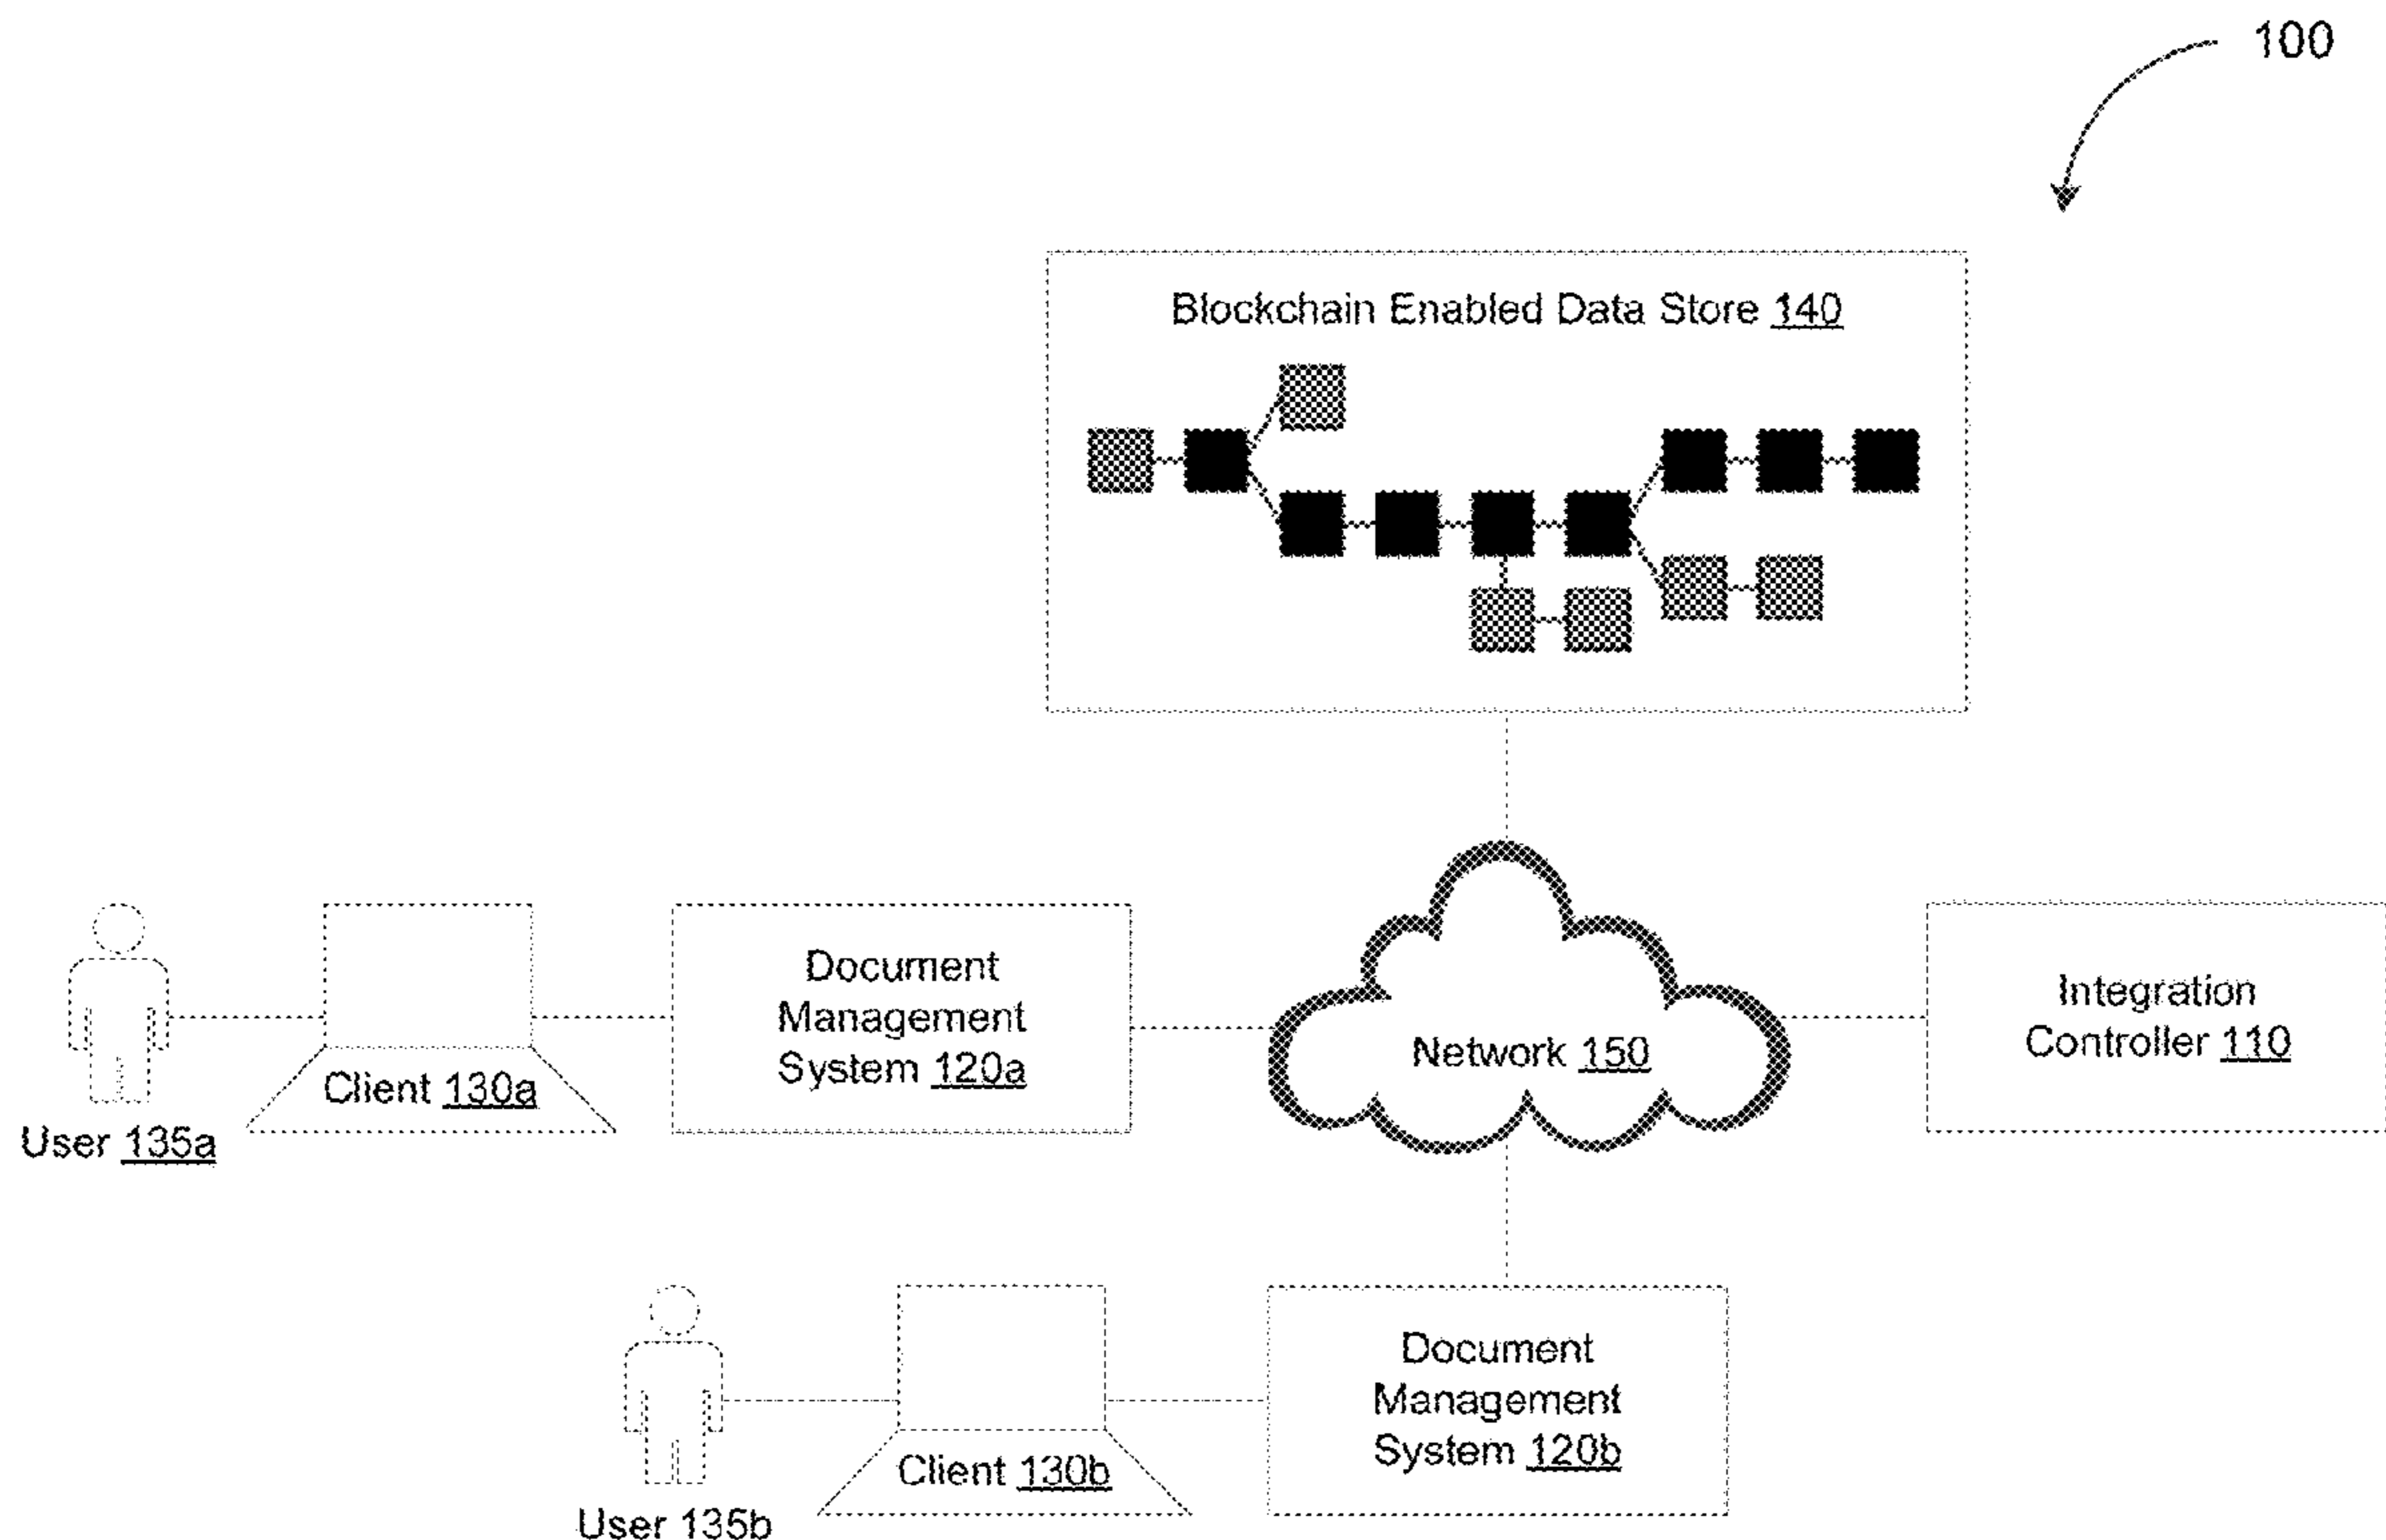 100
Blockchain Enabled Data Store 140
Document
Management
System 120a
Network 150
Integration
Controller 110
Client 130a
User 135a
Document
Management
System 120b
Client 130b
User 135b